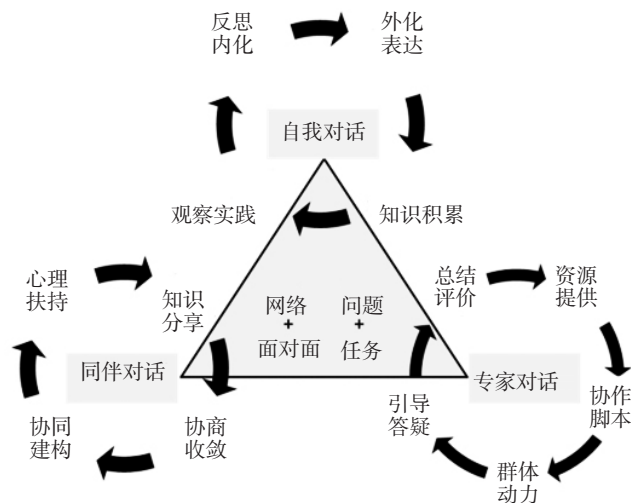 反思
内化
外化
表达
自我对话
观察实践
知识积累
心理
扶持
知识
分享
网络
+
面对面
问题
+
任务
总结
评价
资源
提供
同伴对话
专家对话
协同
建构
协商
收敛
引导
答疑
协作
脚本
群体
动力